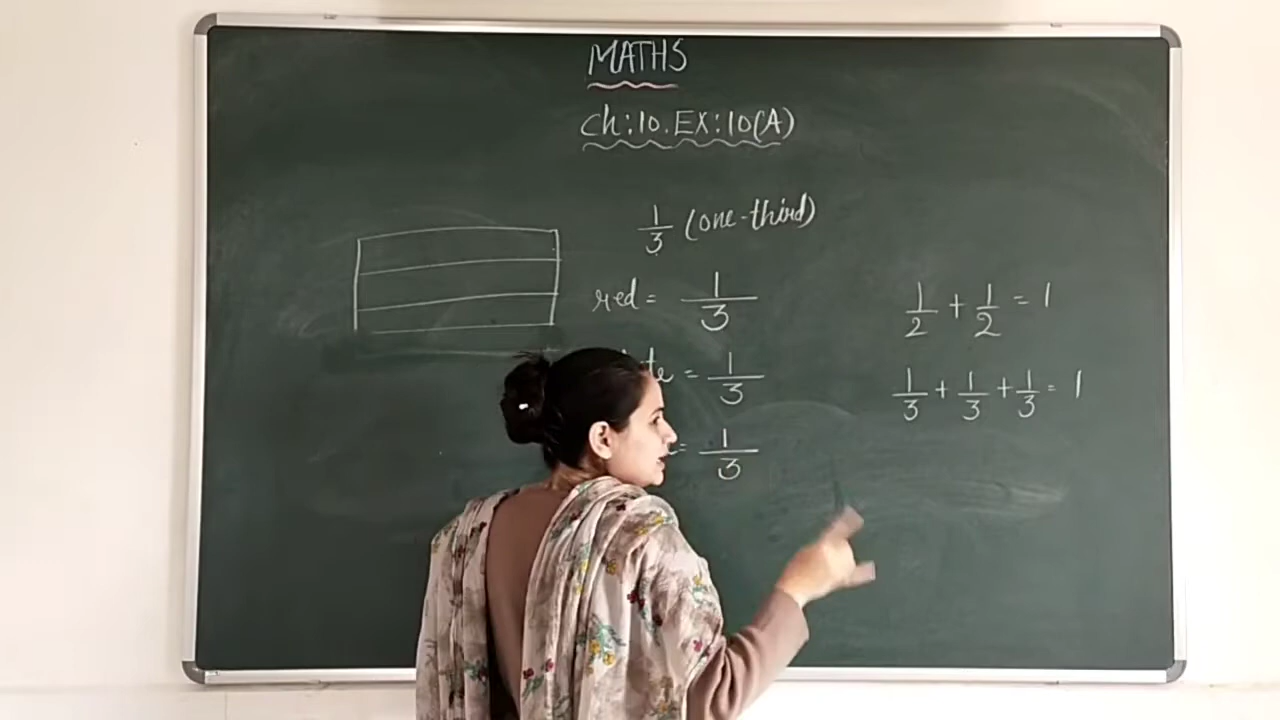 MATHS
Ch:10. EX:10(A)
1/3 (one-third)
red = 1/3
= 1/3
= 1/3
1/2 + 1/2 = 1
1/3 + 1/3 + 1/3 = 1